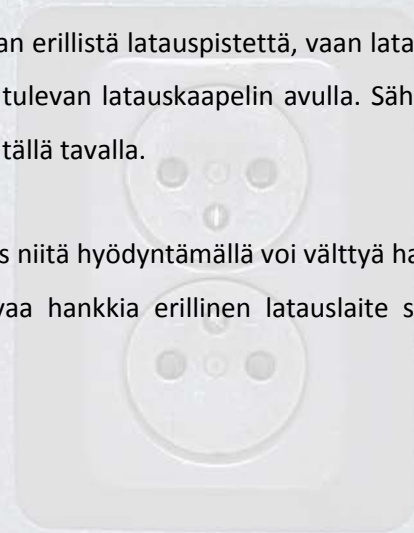 an erillistä latauspistettä, vaan lata
tulevan latauskaapelin avulla. Säh
tällä tavalla.
s niitä hyödyntämällä voi välttyä ha
vaa hankkia erillinen latauslaite s